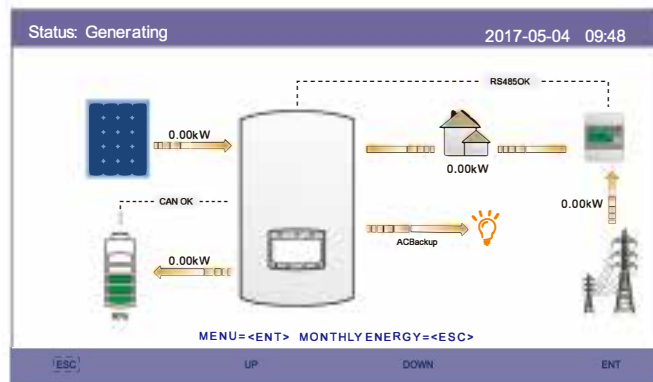 Status: Generating
2017-05-04 09:48
RS485OK
0.00kW
0.00kW
CAN OK
0.00kW
0.00kW
ACBackup
MENU=<ENT> MONTHLY ENERGY=<ESC>
ESC UP DOWN ENT